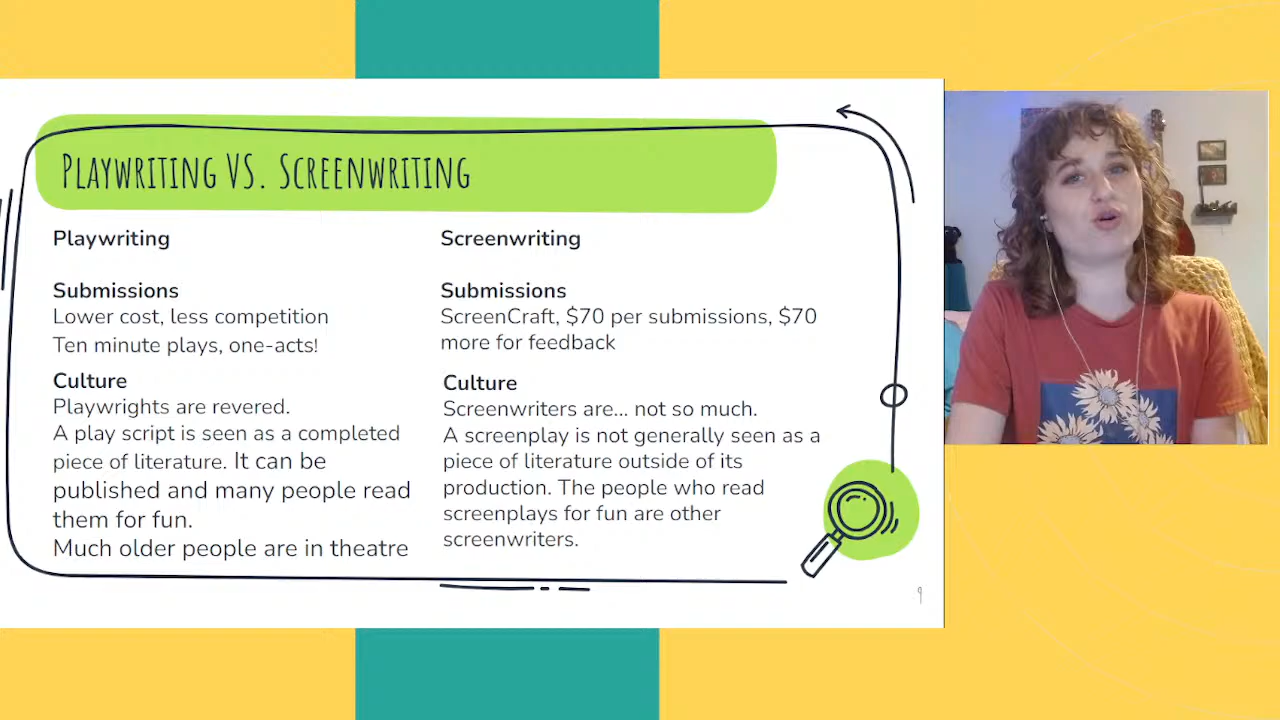 Playwriting VS. Screenwriting
Playwriting
Submissions
Lower cost, less competition
Ten minute plays, one-acts!
Culture
Playwrights are revered.
A play script is seen as a completed
piece of literature. It can be
published and many people read
them for fun.
Much older people are in theatre
Screenwriting
Submissions
ScreenCraft, $70 per submissions, $70
more for feedback
Culture
Screenwriters are... not so much.
A screenplay is not generally seen as a
piece of literature outside of its
production. The people who read
screenplays for fun are other
screenwriters.
9